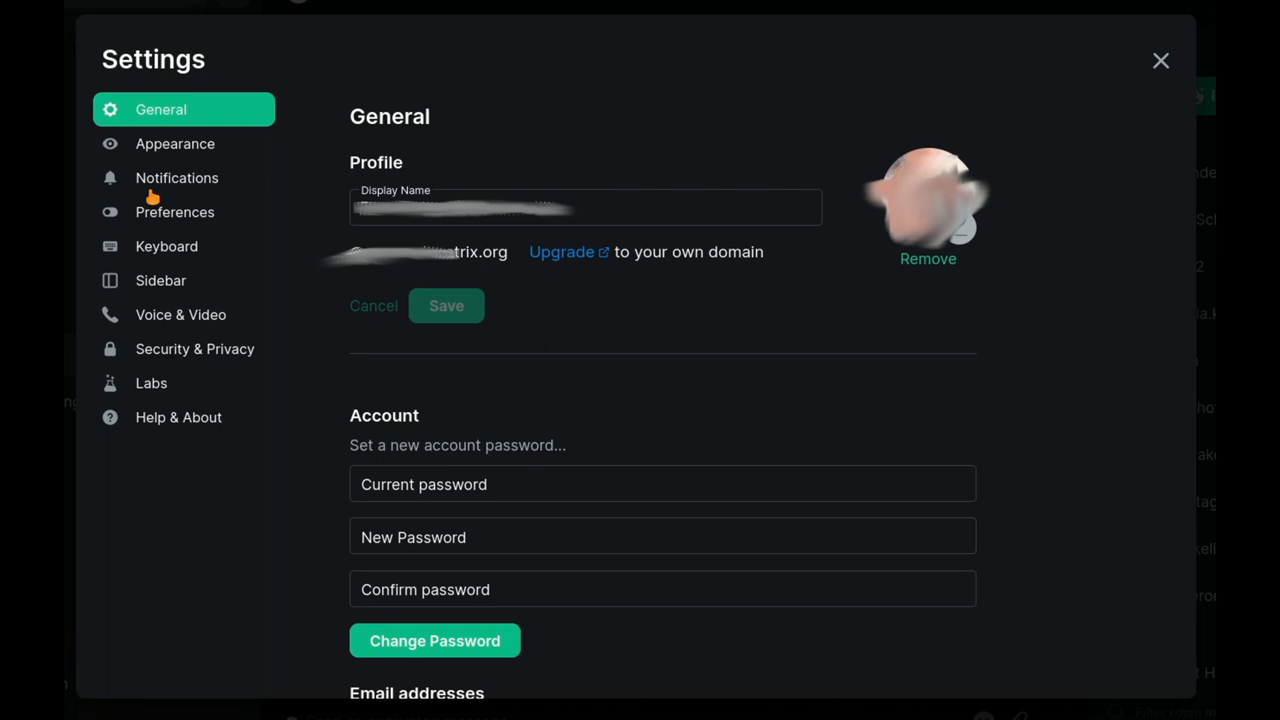 Settings
General
Appearance
Notifications
Preferences
Keyboard
Sidebar
Voice & Video
Security & Privacy
Labs
Help & About
General
Profile
Display Name
trix.org Upgrade to your own domain
Remove
Cancel Save
Account
Set a new account password...
Current password
New Password
Confirm password
Change Password
Email addresses